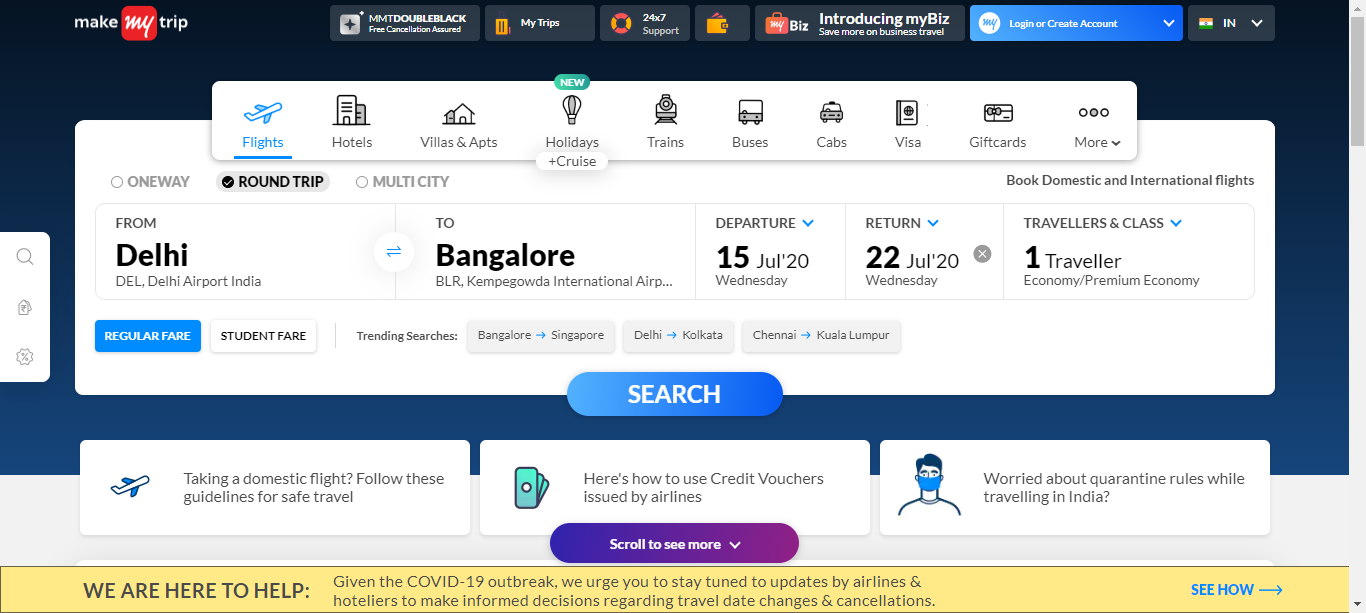 make my trip
MMTDOUBLEBLACK
Free Cancellation Assured
My Trips
24x7
Support
my Biz
Introducing myBiz
Save more on business travel
my
Login or Create Account
IN
NEW
Flights
Hotels
Villas & Apts
Holidays
+Cruise
Trains
Buses
Cabs
Visa
Giftcards
More
ONEWAY
ROUND TRIP
MULTI CITY
Book Domestic and International flights
FROM
Delhi
DEL, Delhi Airport India
TO
Bangalore
BLR, Kempegowda International Airp...
DEPARTURE
15 Jul'20
Wednesday
RETURN
22 Jul'20
Wednesday
TRAVELLERS & CLASS
1 Traveller
Economy/Premium Economy
REGULAR FARE
STUDENT FARE
Trending Searches:
Bangalore → Singapore
Delhi → Kolkata
Chennai → Kuala Lumpur
SEARCH
Taking a domestic flight? Follow these
guidelines for safe travel
Here's how to use Credit Vouchers
issued by airlines
Worried about quarantine rules while
travelling in India?
Scroll to see more
WE ARE HERE TO HELP:
Given the COVID-19 outbreak, we urge you to stay tuned to updates by airlines &
hoteliers to make informed decisions regarding travel date changes & cancellations.
SEE HOW